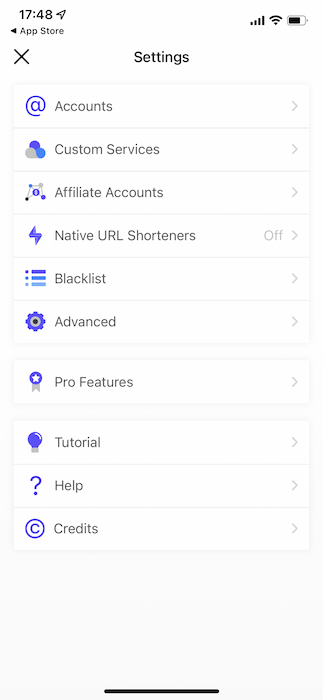 17:48
◀ App Store
Settings
Accounts
Custom Services
Affiliate Accounts
Native URL Shorteners Off
Blacklist
Advanced
Pro Features
Tutorial
Help
Credits